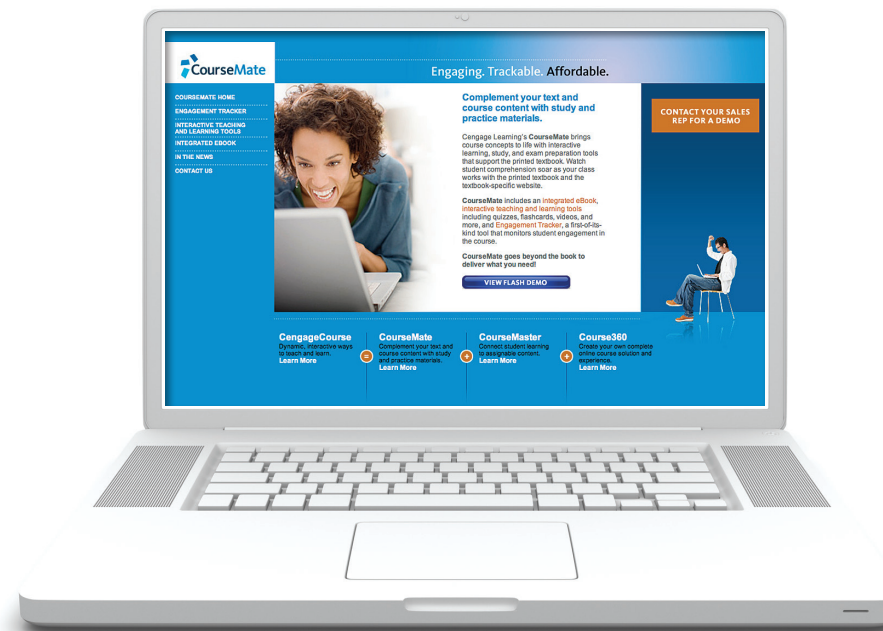 CourseMate
Engaging. Trackable. Affordable.
COURSEMATE HOME
ENGAGEMENT TRACKER
INTERACTIVE TEACHING
AND LEARNING TOOLS
INTEGRATED EBOOK
IN THE NEWS
CONTACT US
Complement your text and
course content with study and
practice materials.
Cengage Learning's CourseMate brings
course concepts to life with interactive
learning, study, and exam preparation tools
that support the printed textbook. Watch
student comprehension soar as your class
works with the printed textbook and the
textbook-specific website.
CourseMate includes an integrated eBook,
interactive teaching and learning tools
including quizzes, flashcards, videos, and
more, and Engagement Tracker, a first-of-its-
kind tool that monitors student engagement in
the course.
CourseMate goes beyond the book to
deliver what you need!
VIEW FLASH DEMO
CONTACT YOUR SALES
REP FOR A DEMO
CengageCourse
Dynamic, interactive ways
to teach and learn.
Learn More
=
CourseMate
Complement your text and
course content with study
and practice materials.
Learn More
+
CourseMaster
Connect student learning
to assignable content.
Learn More
+
Course360
Create your own complete
online course solution and
experience.
Learn More